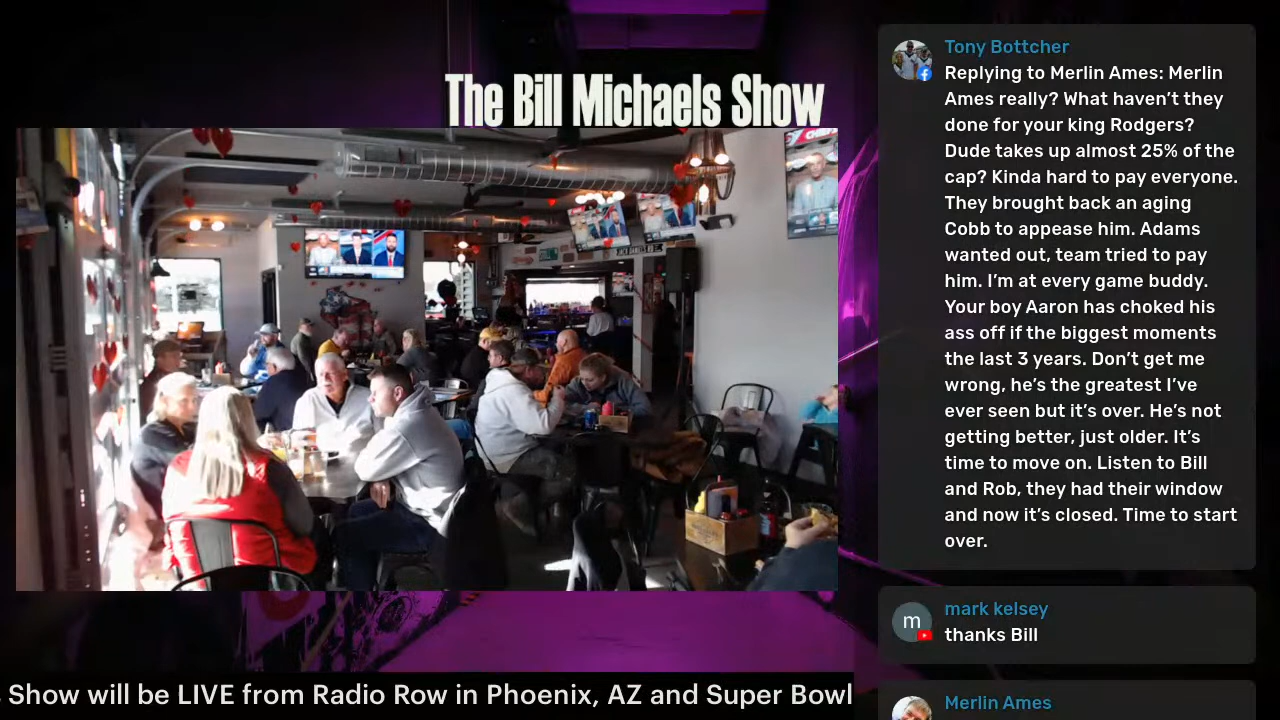 The Bill Michaels Show
Tony Bottcher
Replying to Merlin Ames: Merlin
Ames really? What haven't they
done for your king Rodgers?
Dude takes up almost 25% of the
cap? Kinda hard to pay everyone.
They brought back an aging
Cobb to appease him. Adams
wanted out, team tried to pay
him. I'm at every game buddy.
Your boy Aaron has choked his
ass off if the biggest moments
the last 3 years. Don't get me
wrong, he's the greatest I've
ever seen but it's over. He's not
getting better, just older. It's
time to move on. Listen to Bill
and Rob, they had their window
and now it's closed. Time to start
over.
m
mark kelsey
thanks Bill
Merlin Ames
Show will be LIVE from Radio Row in Phoenix, AZ and Super Bowl